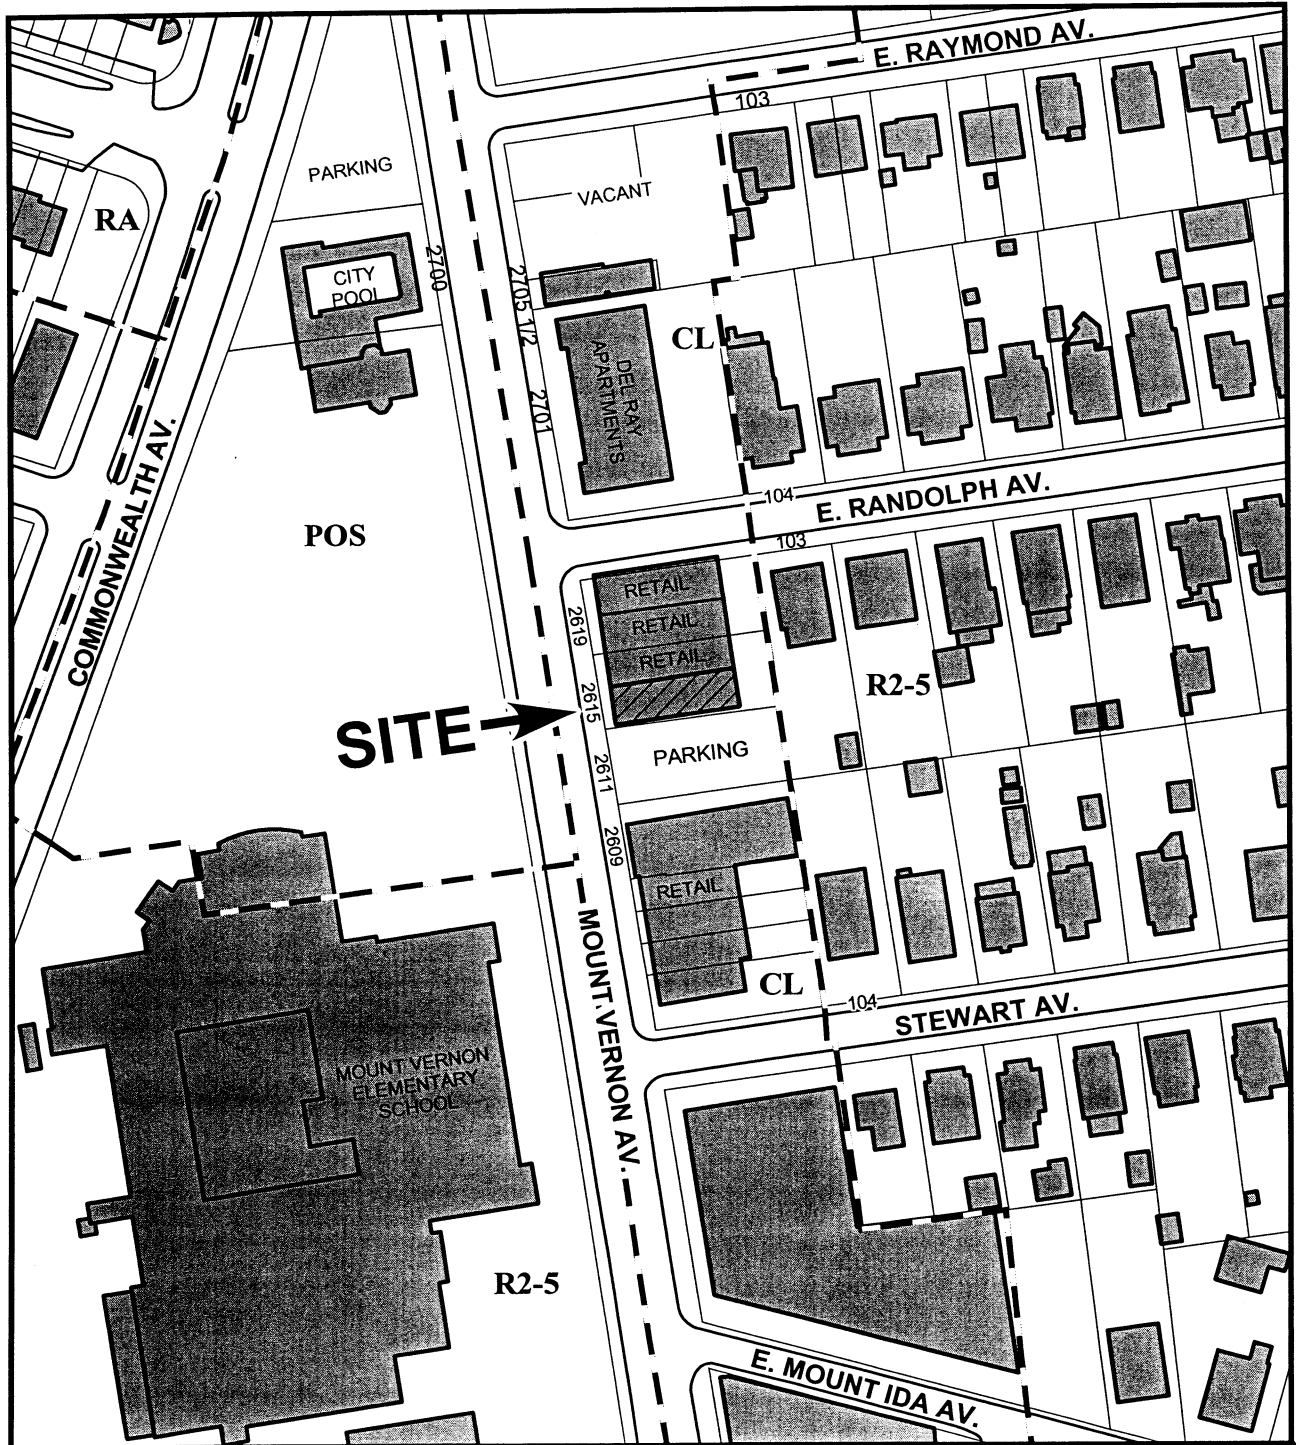 E. RAYMOND AV.
103
PARKING
VACANT
RA
CITY
POOL
2700
2705 1/2
CL
DEL RAY
APARTMENTS
2701
COMMONWEALTH AV.
104
E. RANDOLPH AV.
POS
103
RETAIL
2619
RETAIL
RETAIL
R2-5
2615
SITE
PARKING
2611
2609
RETAIL
MOUNT VERNON AV.
CL
104
STEWART AV.
MOUNT VERNON
ELEMENTARY
SCHOOL
R2-5
E. MOUNT IDA AV.